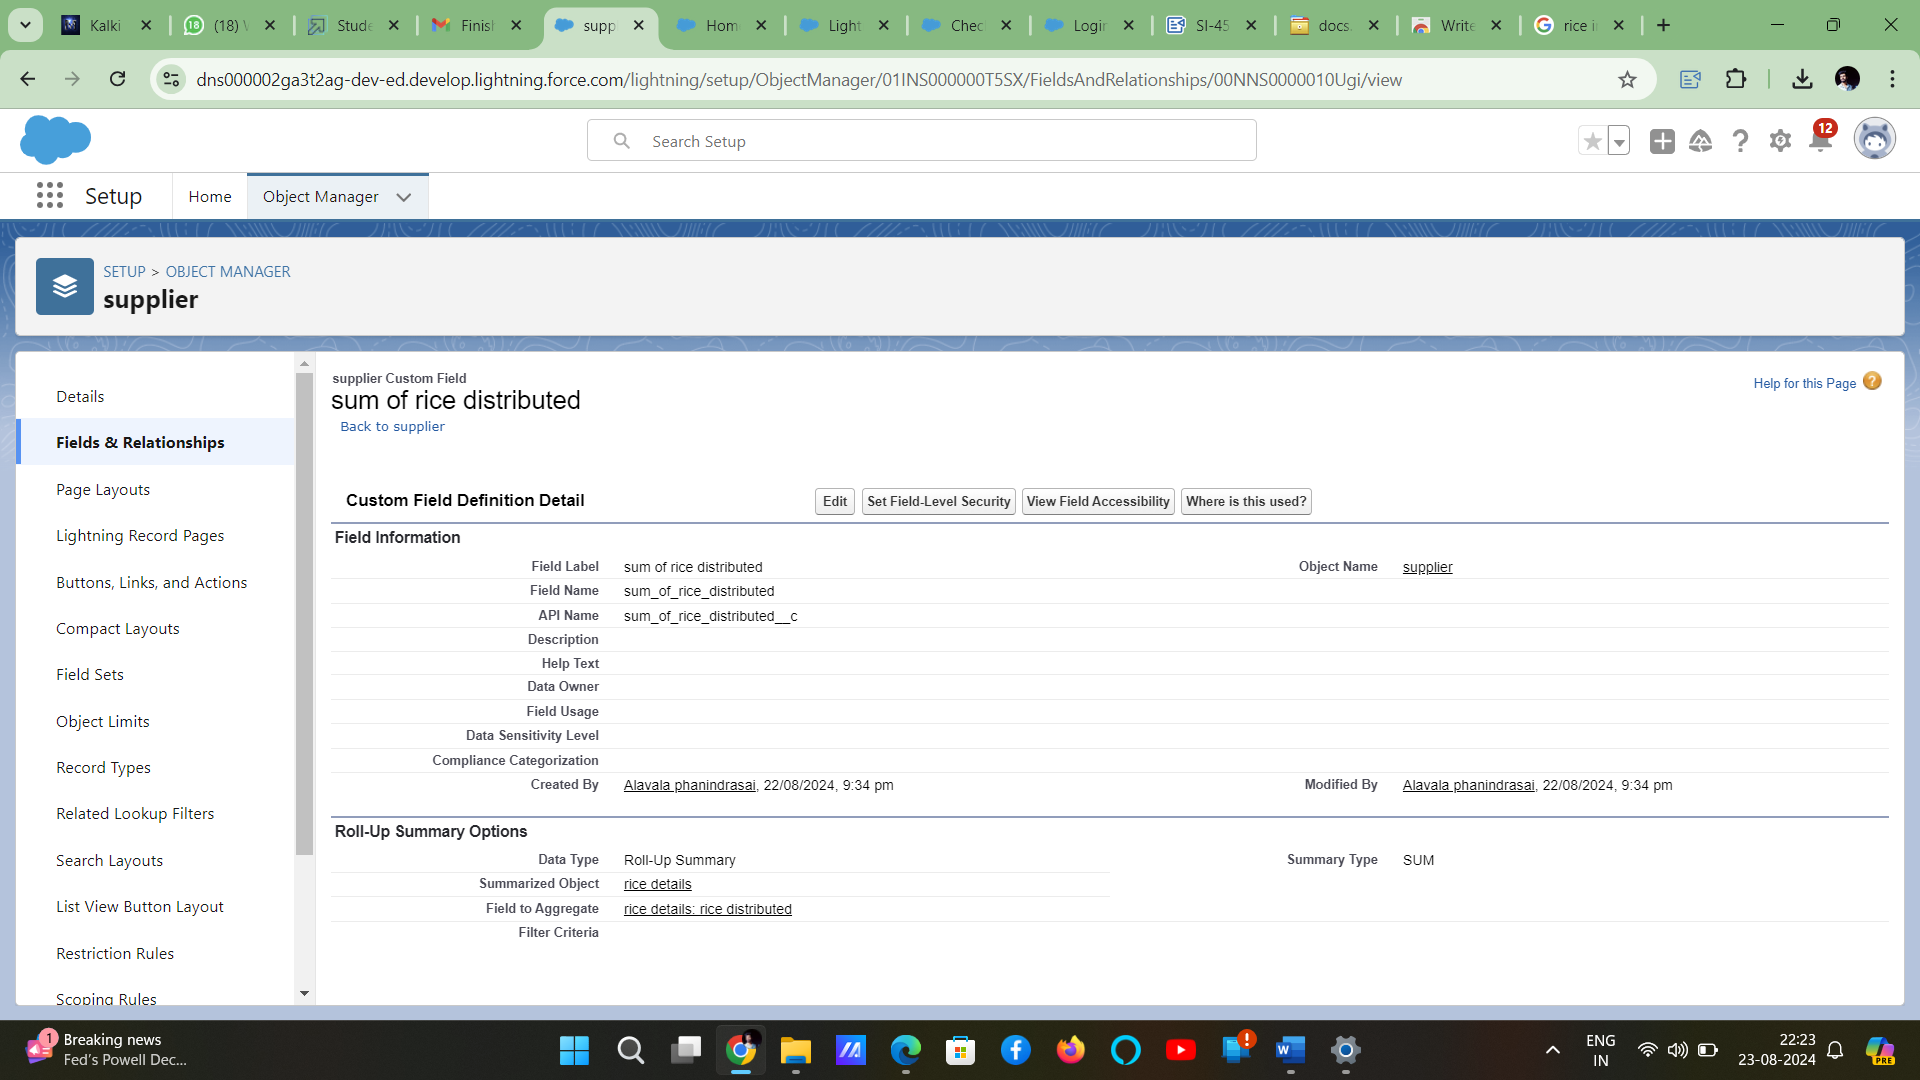 Kalki
(18) W
Stude
Finish
supp
Hom
Light
Chec
Login
SI-45
docs.
Write
rice in
dns000002ga3t2ag-dev-ed.develop.lightning.force.com/lightning/setup/ObjectManager/01INS000000T5SX/FieldsAndRelationships/00NNS0000010Ugi/view
Search Setup
12
Setup
Home
Object Manager
SETUP > OBJECT MANAGER
supplier
Details
Fields & Relationships
Page Layouts
Lightning Record Pages
Buttons, Links, and Actions
Compact Layouts
Field Sets
Object Limits
Record Types
Related Lookup Filters
Search Layouts
List View Button Layout
Restriction Rules
Scoping Rules
supplier Custom Field
sum of rice distributed
Back to supplier
Help for this Page
Custom Field Definition Detail
Edit
Set Field-Level Security
View Field Accessibility
Where is this used?
Field Information
Field Label sum of rice distributed Object Name supplier
Field Name sum_of_rice_distributed
API Name sum_of_rice_distributed__c
Description
Help Text
Data Owner
Field Usage
Data Sensitivity Level
Compliance Categorization
Created By Alavala phanindrasai, 22/08/2024, 9:34 pm Modified By Alavala phanindrasai, 22/08/2024, 9:34 pm
Roll-Up Summary Options
Data Type Roll-Up Summary Summary Type SUM
Summarized Object rice details
Field to Aggregate rice details: rice distributed
Filter Criteria
1
Breaking news
Fed's Powell Dec...
ENG
IN
22:23
23-08-2024
PRE